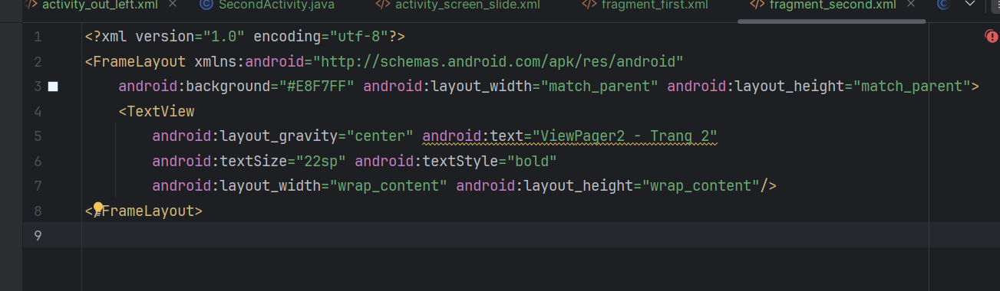 activity_out_left.xml SecondActivity.java activity_screen_slide.xml fragment_first.xml fragment_second.xml
1 <?xml version="1.0" encoding="utf-8"?>
2 <FrameLayout xmlns:android="http://schemas.android.com/apk/res/android"
3 android:background="#E8F7FF" android:layout_width="match_parent" android:layout_height="match_parent">
4 <TextView
5 android:layout_gravity="center" android:text="ViewPager2 - Trang 2"
6 android:textSize="22sp" android:textStyle="bold"
7 android:layout_width="wrap_content" android:layout_height="wrap_content"/>
8 </FrameLayout>
9